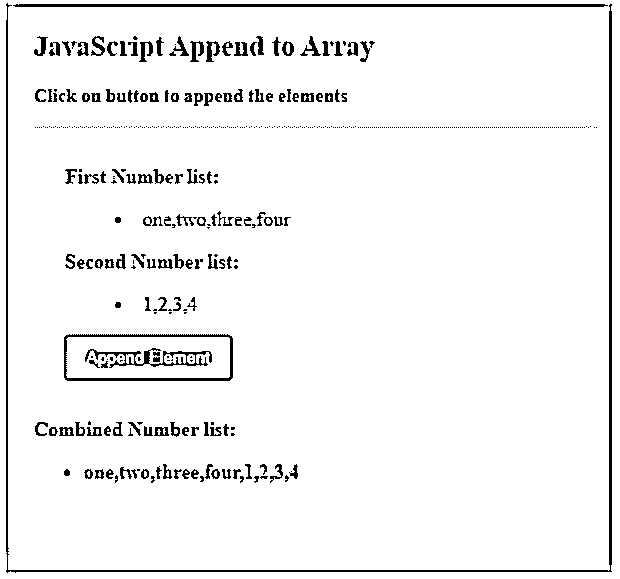 JavaScript Append to Array
Click on button to append the elements
First Number list:
• one,two,three,four
Second Number list:
• 1,2,3,4
Append Element
Combined Number list:
• one,two,three,four,1,2,3,4